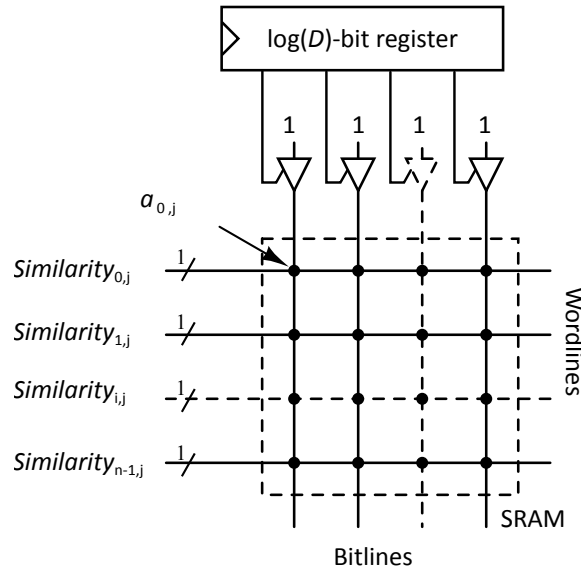 log(D)-bit register
1 1 1 1
a0,j
Similarity0,j 1
Similarity1,j 1
Similarityi,j 1
Similarityn-1,j 1
Wordlines
SRAM
Bitlines